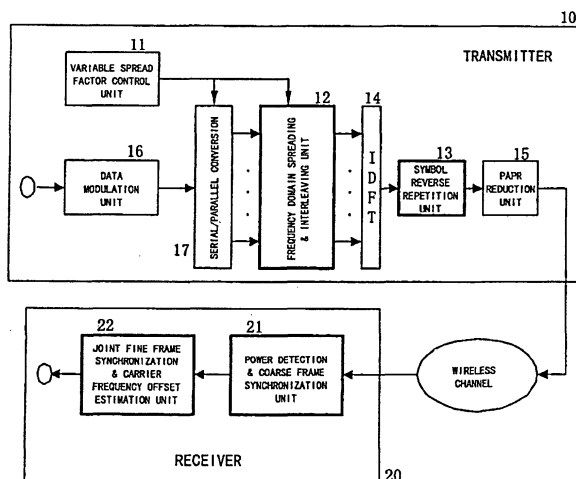 10
TRANSMITTER
11
VARIABLE SPREAD
FACTOR CONTROL
UNIT
16
DATA
MODULATION
UNIT
17
SERIAL/PARALLEL CONVERSION
12
FREQUENCY DOMAIN SPREADING
& INTERLEAVING UNIT
14
IDFT
13
SYMBOL
REVERSE
REPETITION
UNIT
15
PAPR
REDUCTION
UNIT
22
JOINT FINE FRAME
SYNCHRONIZATION
& CARRIER
FREQUENCY OFFSET
ESTIMATION UNIT
21
POWER DETECTION
& COARSE FRAME
SYNCHRONIZATION
UNIT
WIRELESS
CHANNEL
RECEIVER
20